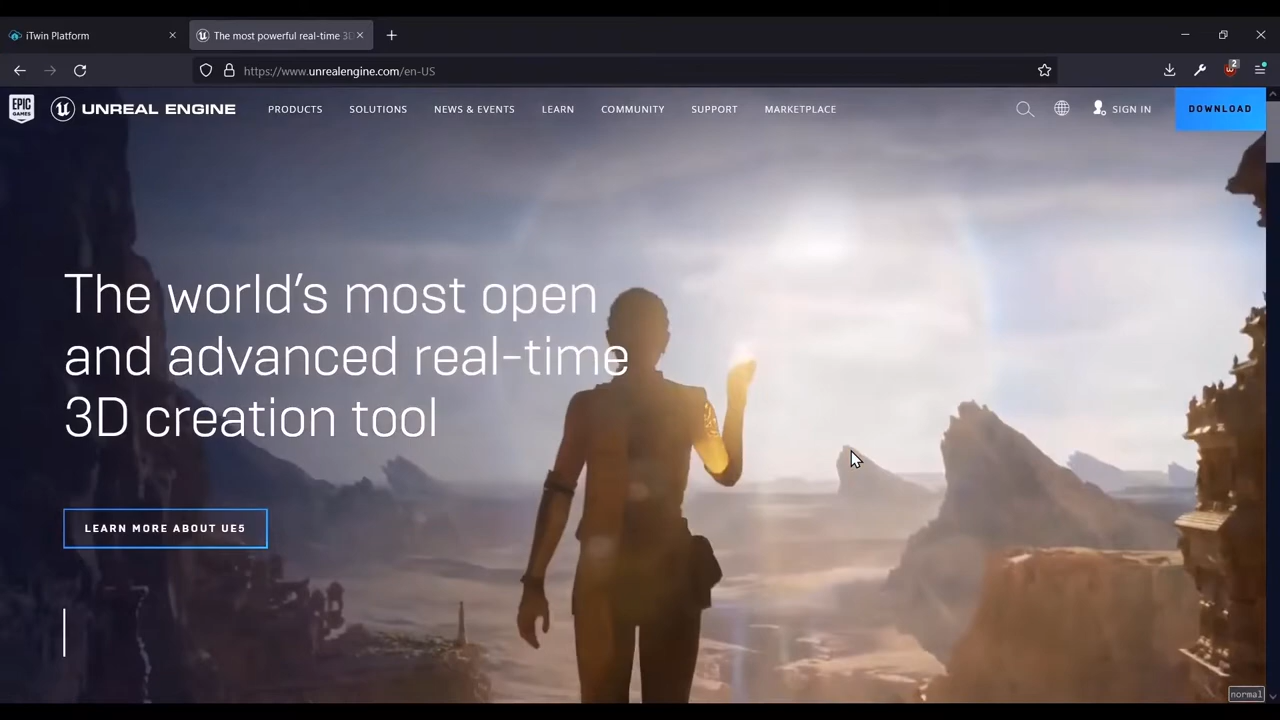 iTwin Platform
The most powerful real-time 3D
https://www.unrealengine.com/en-US
2
EPIC GAMES
UNREAL ENGINE
PRODUCTS
SOLUTIONS
NEWS & EVENTS
LEARN
COMMUNITY
SUPPORT
MARKETPLACE
SIGN IN
DOWNLOAD
The world's most open
and advanced real-time
3D creation tool
LEARN MORE ABOUT UE5
normal